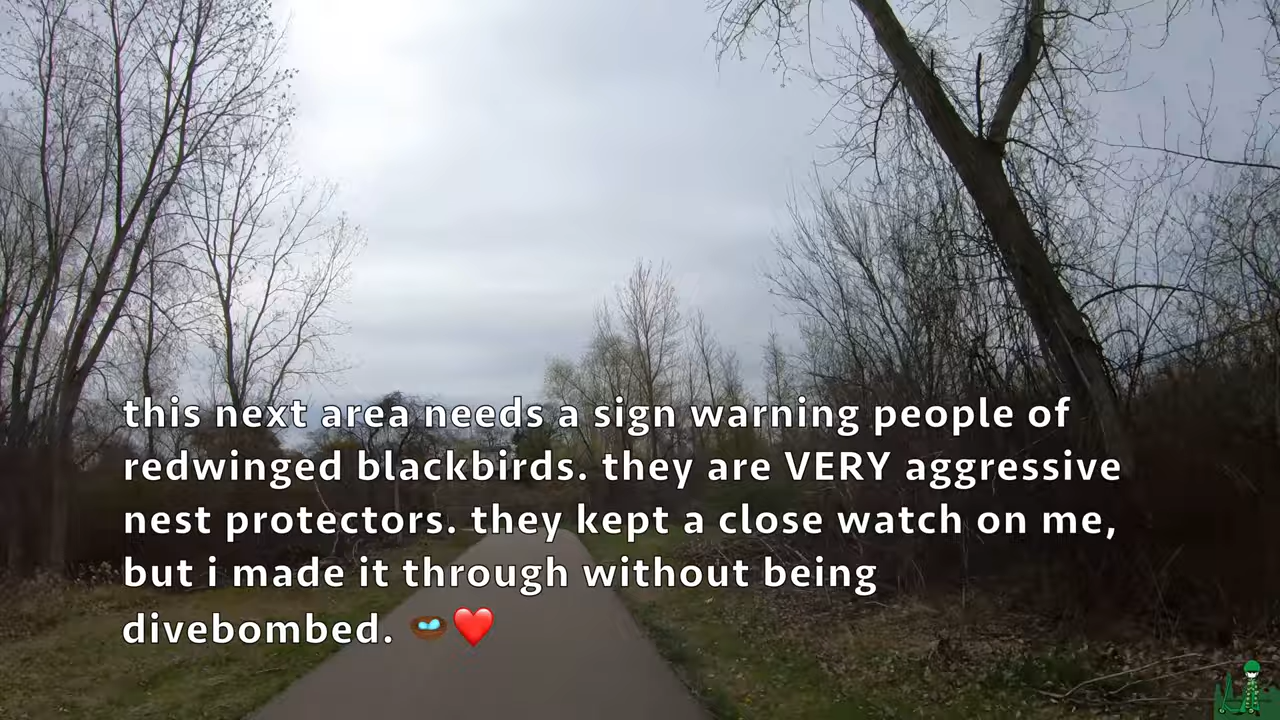 this next area needs a sign warning people of
redwinged blackbirds. they are VERY aggressive
nest protectors. they kept a close watch on me,
but i made it through without being
divebombed. 🪺❤️